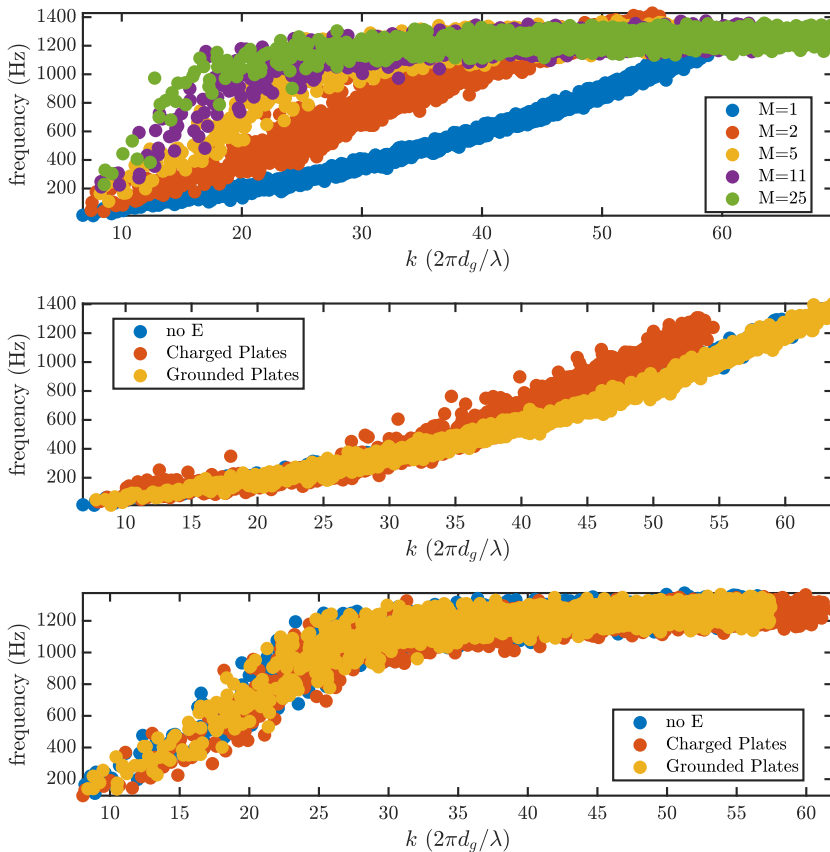 1400
1200
1000
800
600
400
200
frequency (Hz)
M=1
M=2
M=5
M=11
M=25
10 20 30 40 50 60
k (2πd_g/λ)
1400
1200
1000
800
600
400
200
frequency (Hz)
no E
Charged Plates
Grounded Plates
10 15 20 25 30 35 40 45 50 55 60
k (2πd_g/λ)
1200
1000
800
600
400
200
frequency (Hz)
no E
Charged Plates
Grounded Plates
10 15 20 25 30 35 40 45 50 55 60
k (2πd_g/λ)